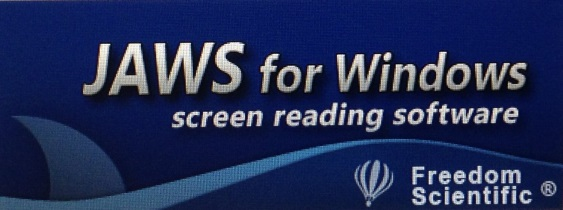 JAWS for Windows
screen reading software
Freedom
Scientific ®